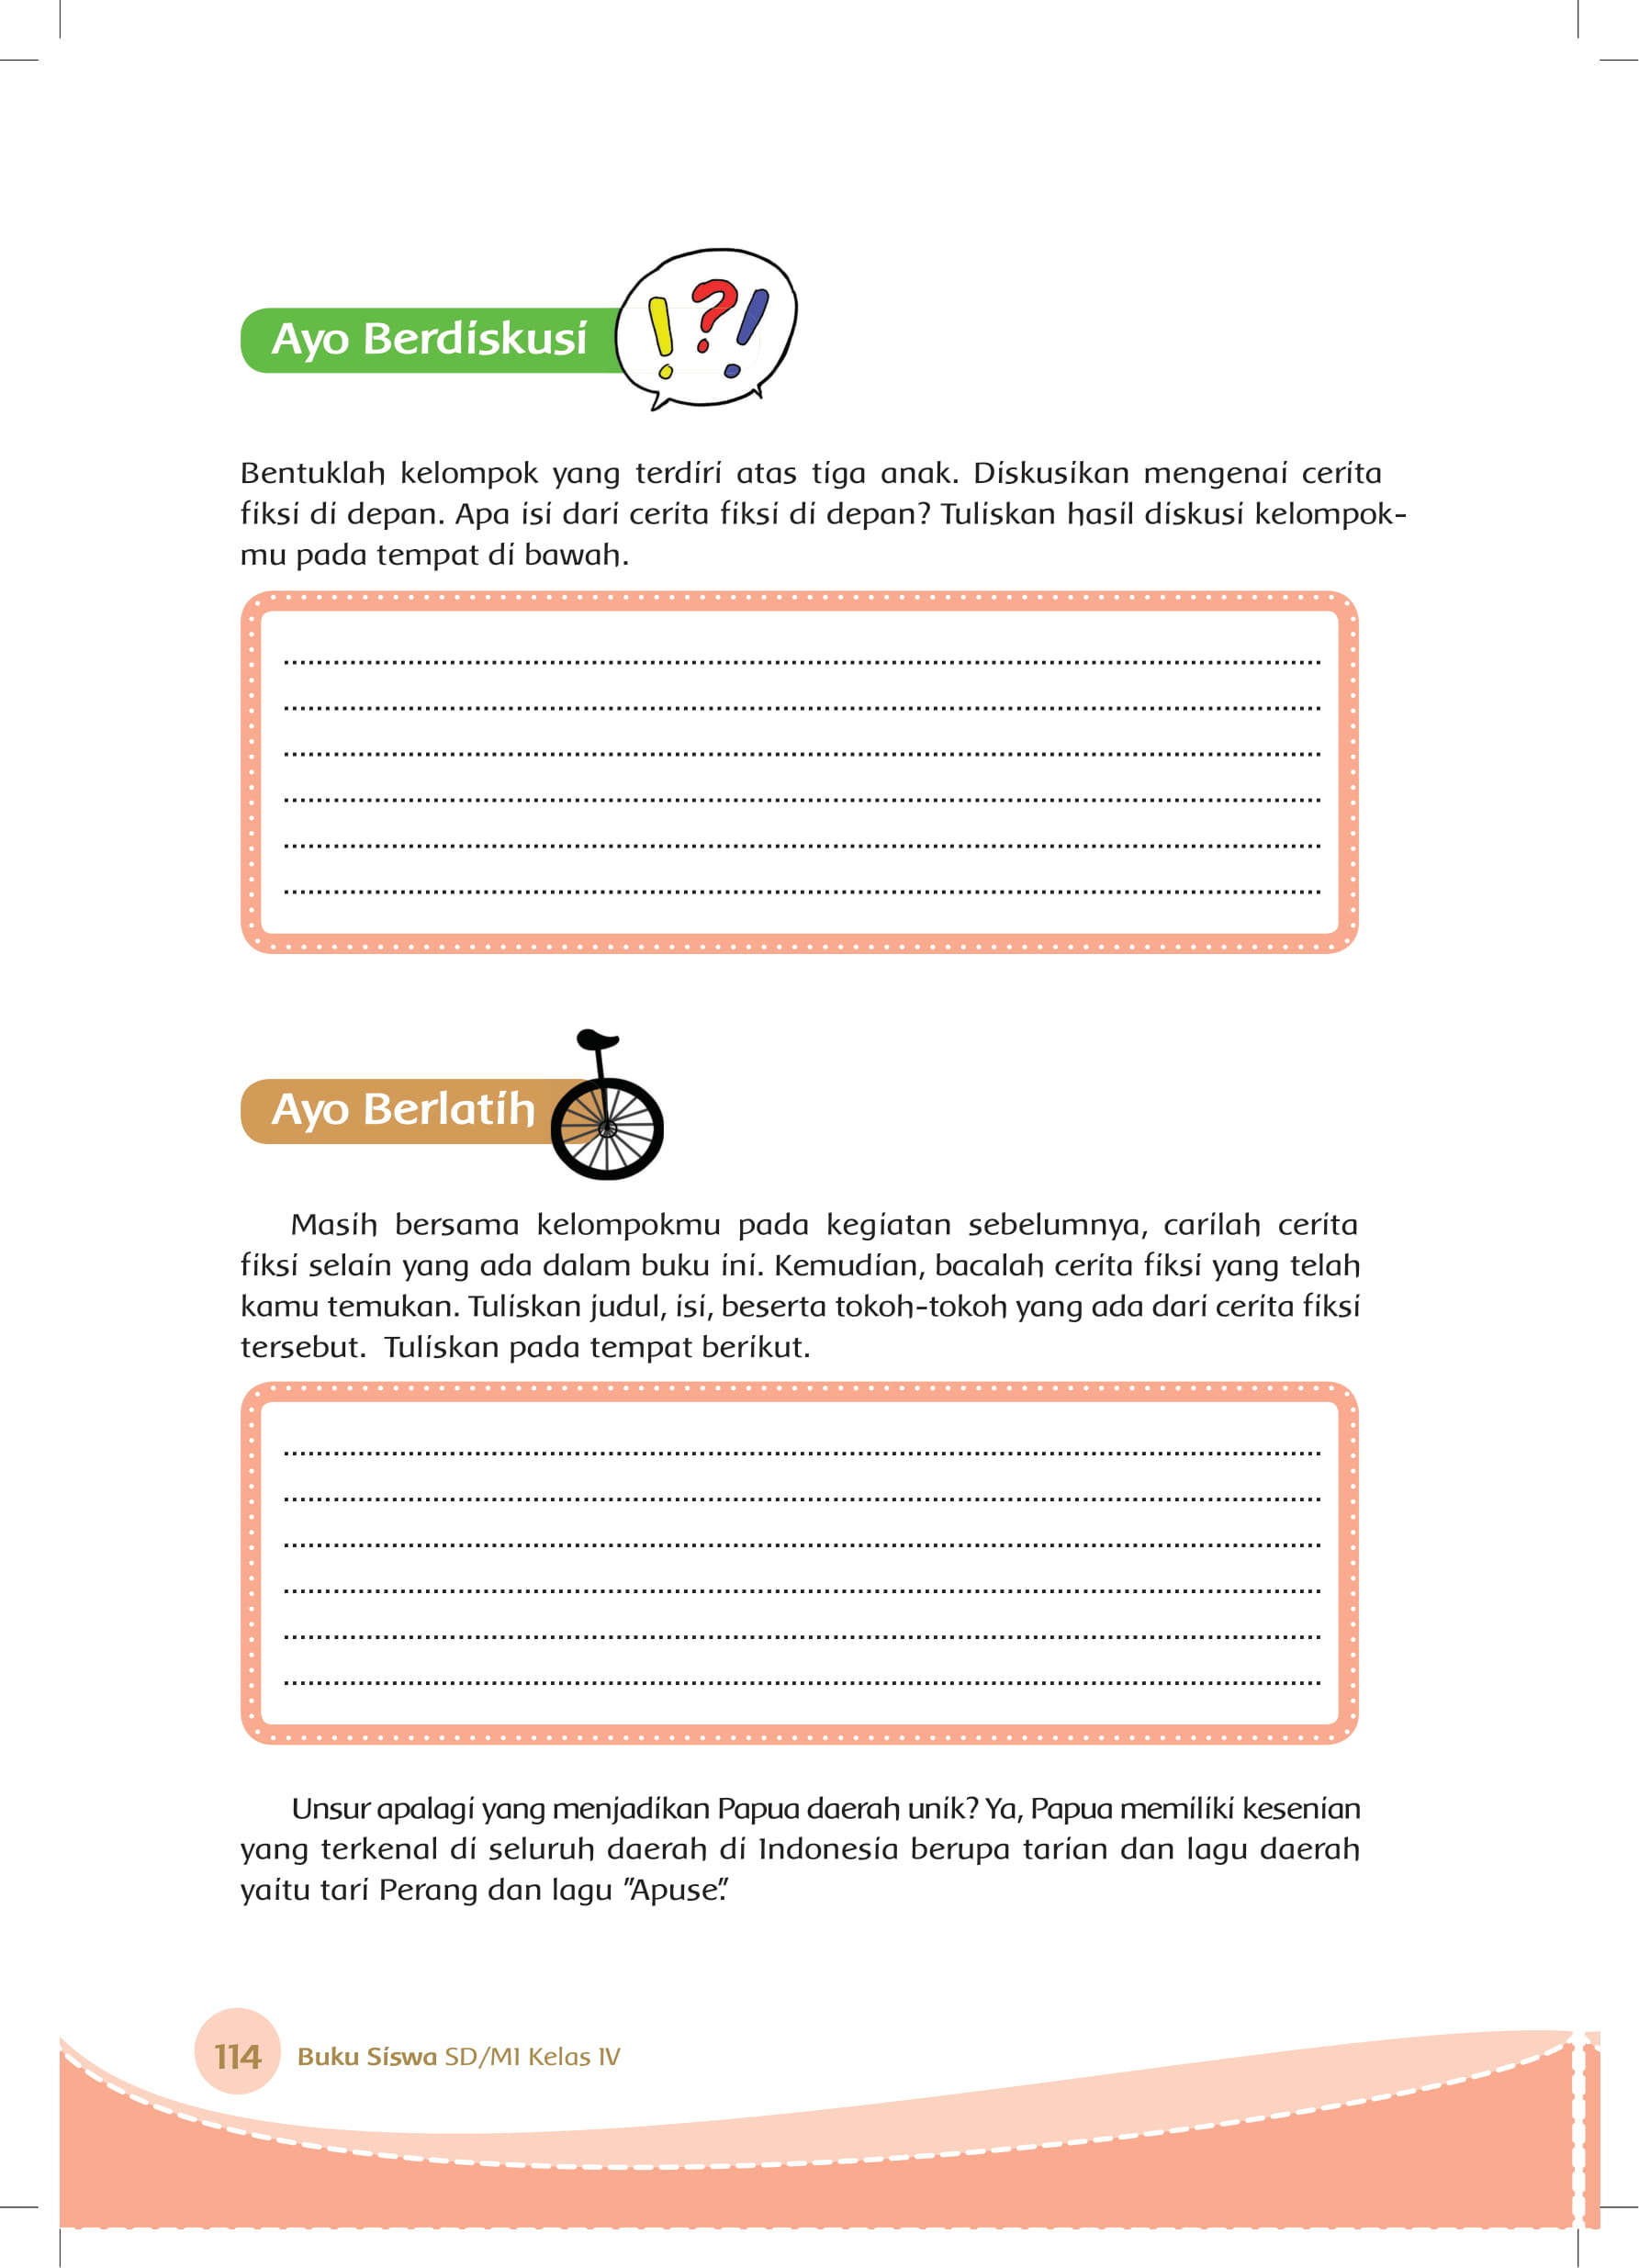 Ayo Berdiskusi
Bentuklah kelompok yang terdiri atas tiga anak. Diskusikan mengenai cerita
fiksi di depan. Apa isi dari cerita fiksi di depan? Tuliskan hasil diskusi kelompok-
mu pada tempat di bawah.
Ayo Berlatih
Masih bersama kelompokmu pada kegiatan sebelumnya, carilah cerita
fiksi selain yang ada dalam buku ini. Kemudian, bacalah cerita fiksi yang telah
kamu temukan. Tuliskan judul, isi, beserta tokoh-tokoh yang ada dari cerita fiksi
tersebut. Tuliskan pada tempat berikut.
Unsur apalagi yang menjadikan Papua daerah unik? Ya, Papua memiliki kesenian
yang terkenal di seluruh daerah di Indonesia berupa tarian dan lagu daerah
yaitu tari Perang dan lagu "Apuse".
114 Buku Siswa SD/MI Kelas IV